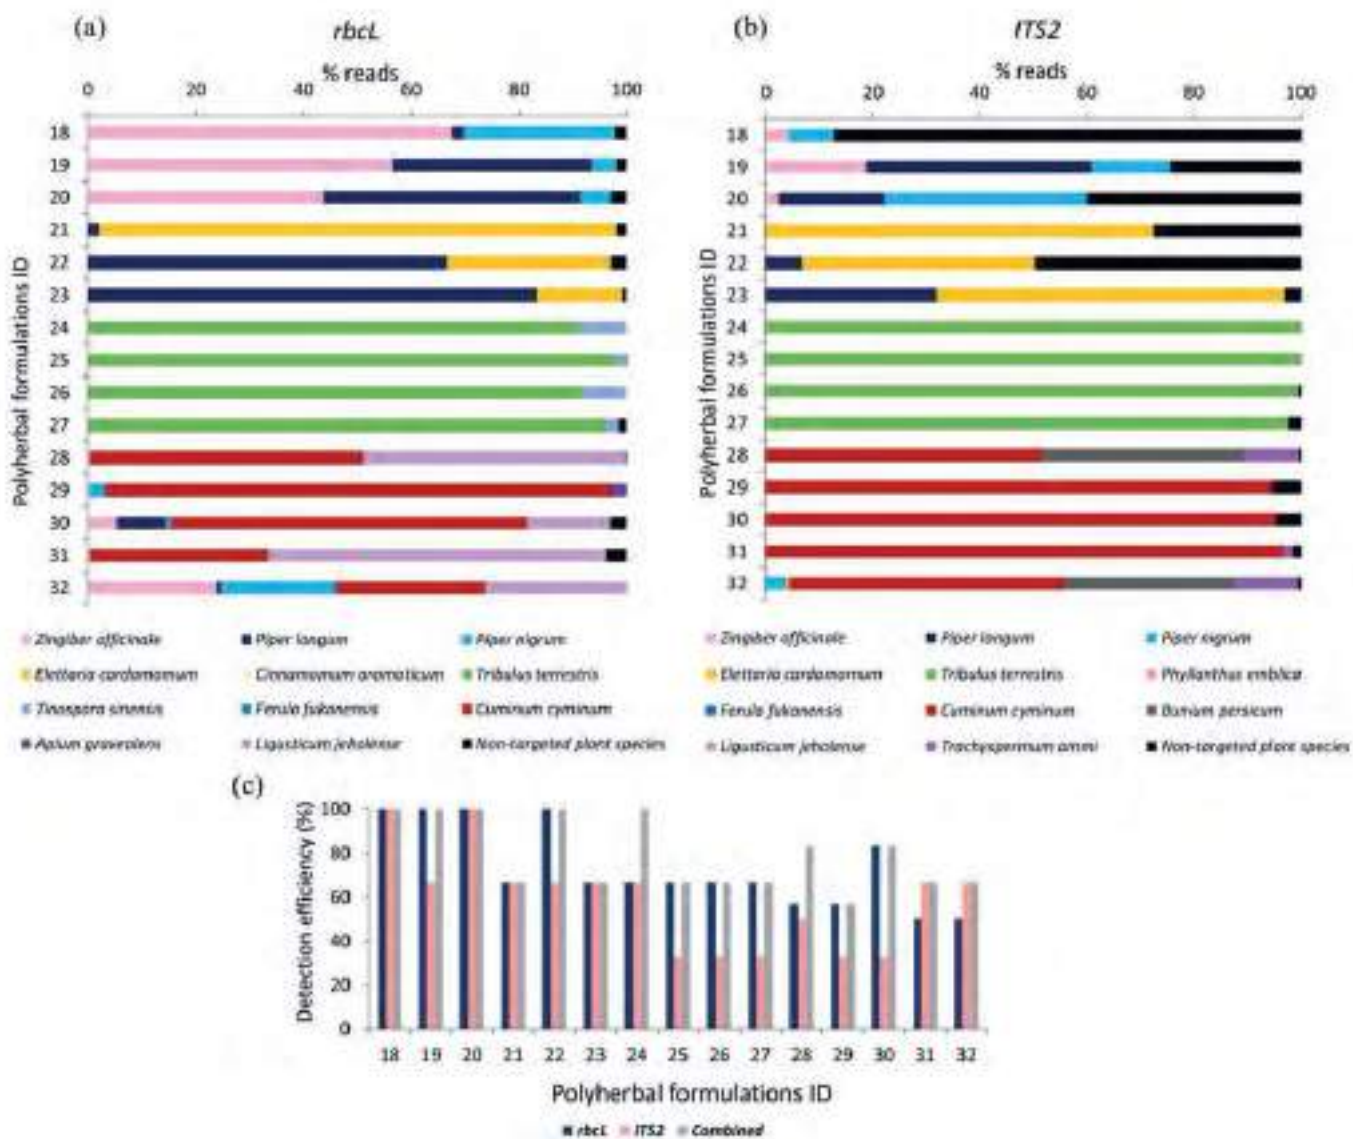 (a)
rbcL
% reads
0 20 40 60 80 100
Polyherbal formulations ID
18
19
20
21
22
23
24
25
26
27
28
29
30
31
32
Zingiber officinale Piper longum Piper nigrum
Elettaria cardamomum Cinnamomum aromaticum Tribulus terrestris
Tinospora sinensis Ferula fukanensis Cuminum cyminum
Apium graveolens Ligusticum jeholense Non-targeted plant species
(b)
ITS2
% reads
0 20 40 60 80 100
Polyherbal formulations ID
18
19
20
21
22
23
24
25
26
27
28
29
30
31
32
Zingiber officinale Piper longum Piper nigrum
Elettaria cardamomum Tribulus terrestris Phyllanthus emblica
Ferula fukanensis Cuminum cyminum Bunium persicum
Ligusticum jeholense Trachyspermum ammi Non-targeted plant species
(c)
Detection efficiency (%)
100
80
60
40
20
0
18 19 20 21 22 23 24 25 26 27 28 29 30 31 32
Polyherbal formulations ID
rbcL ITS2 Combined